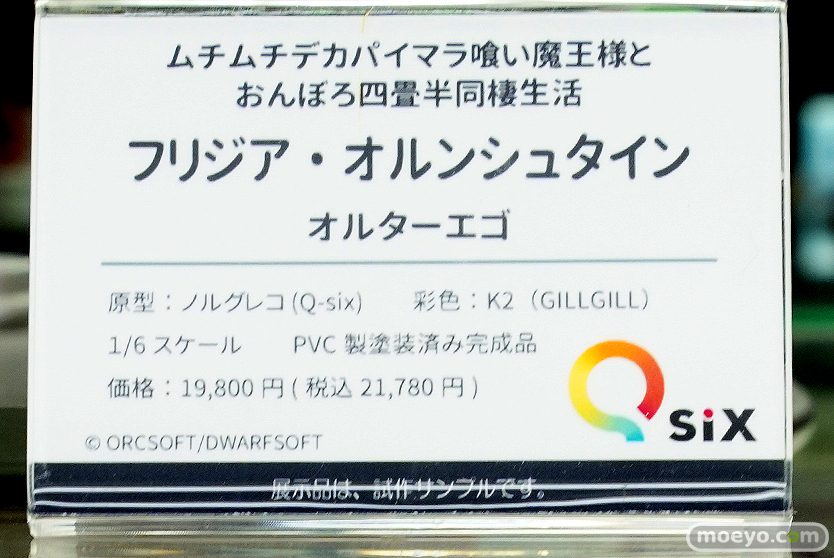 ムチムチデカパイマラ喰い魔王様と
おんぼろ四畳半同棲生活
フリジア・オルンシュタイン
オルターエゴ
原型：ノルグレコ(Q-six)　　彩色：K2（GILLGILL）
1/6 スケール　　PVC 製塗装済み完成品
価格：19,800 円 ( 税込 21,780 円 )
Q SiX
© ORCSOFT/DWARFSOFT
展示品は、試作サンプルです。
moeyo.com